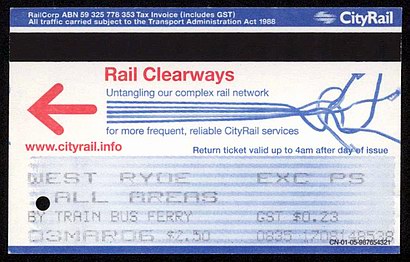 RailCorp ABN 59 325 778 353 Tax Invoice (Includes GST)
All traffic carried subject to the Transport Administration Act 1988
CityRail
Rail Clearways
Untangling our complex rail network
for more frequent, reliable CityRail services
www.cityrail.info
Return ticket valid up to 4am after day of issue
WEST RYDE EXC PS
ALL AREAS
BY TRAIN BUS FERRY GST $0.23
03MAR06 $2.50 0835 1708148538
CN-01-05-987654321